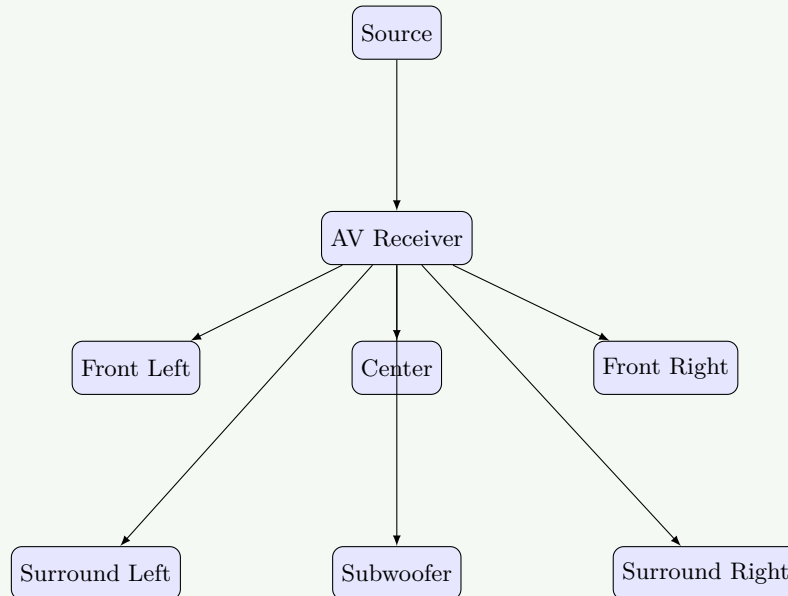 Source
AV Receiver
Front Left
Center
Front Right
Surround Left
Subwoofer
Surround Right